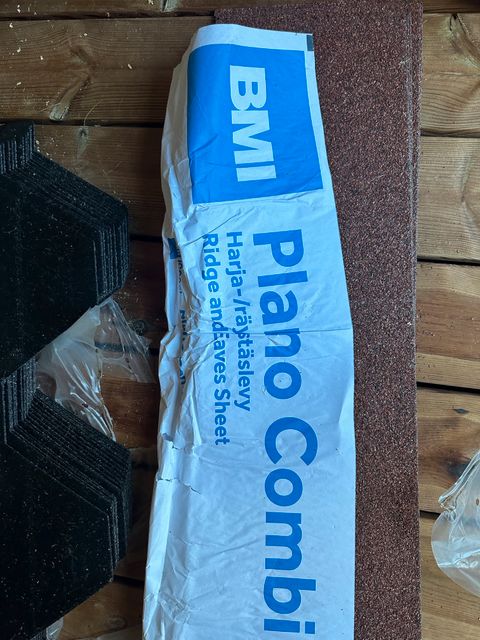 BMI
Plano Combi
Harja-/räystäslevy
Ridge and eaves Sheet